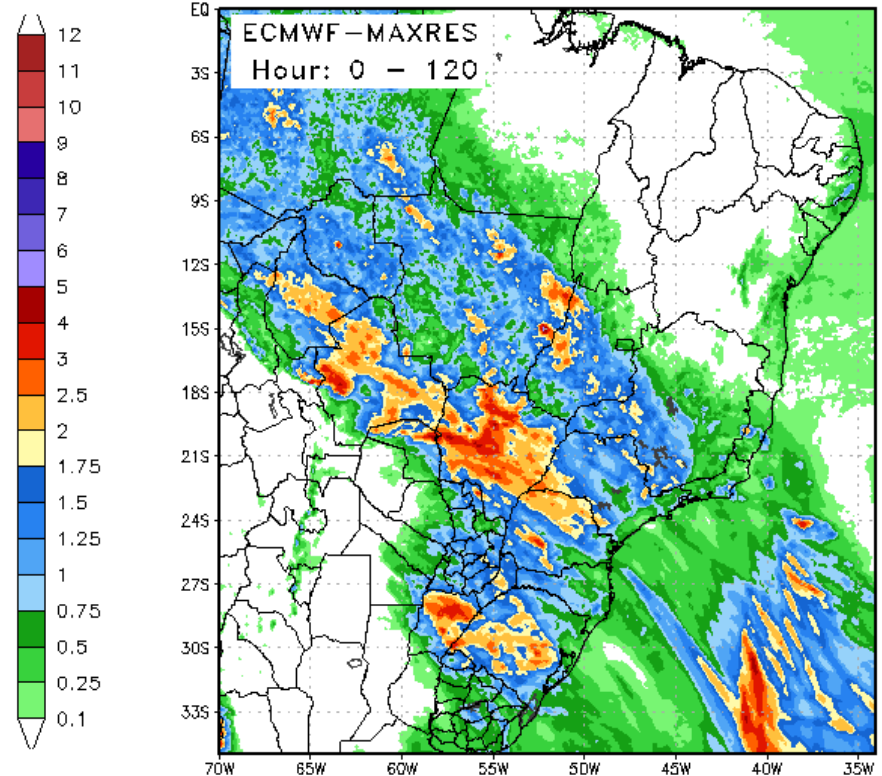 ECMWF–MAXRES
Hour: 0 – 120
12
11
10
9
8
7
6
5
4
3
2.5
2
1.75
1.5
1.25
1
0.75
0.5
0.25
0.1
EQ
3S
6S
9S
12S
15S
18S
21S
24S
27S
30S
33S
70W
65W
60W
55W
50W
45W
40W
35W